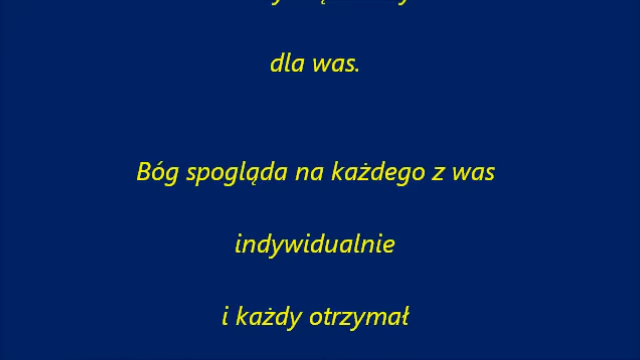 dla was.
Bóg spogląda na każdego z was
indywidualnie
i każdy otrzymał